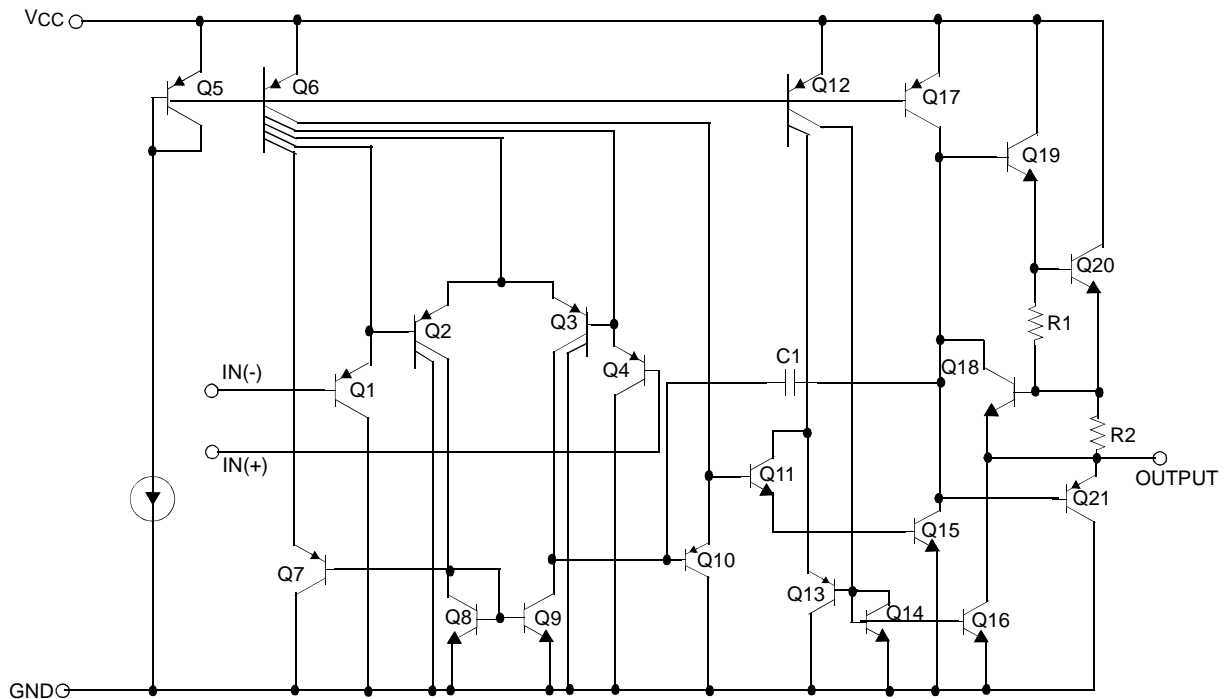 VCC
Q5
Q6
Q12
Q17
Q19
Q20
Q2
Q3
R1
C1
Q18
IN(-)
Q1
Q4
R2
IN(+)
Q11
OUTPUT
Q21
Q15
Q7
Q10
Q13
Q8
Q9
Q14
Q16
GND